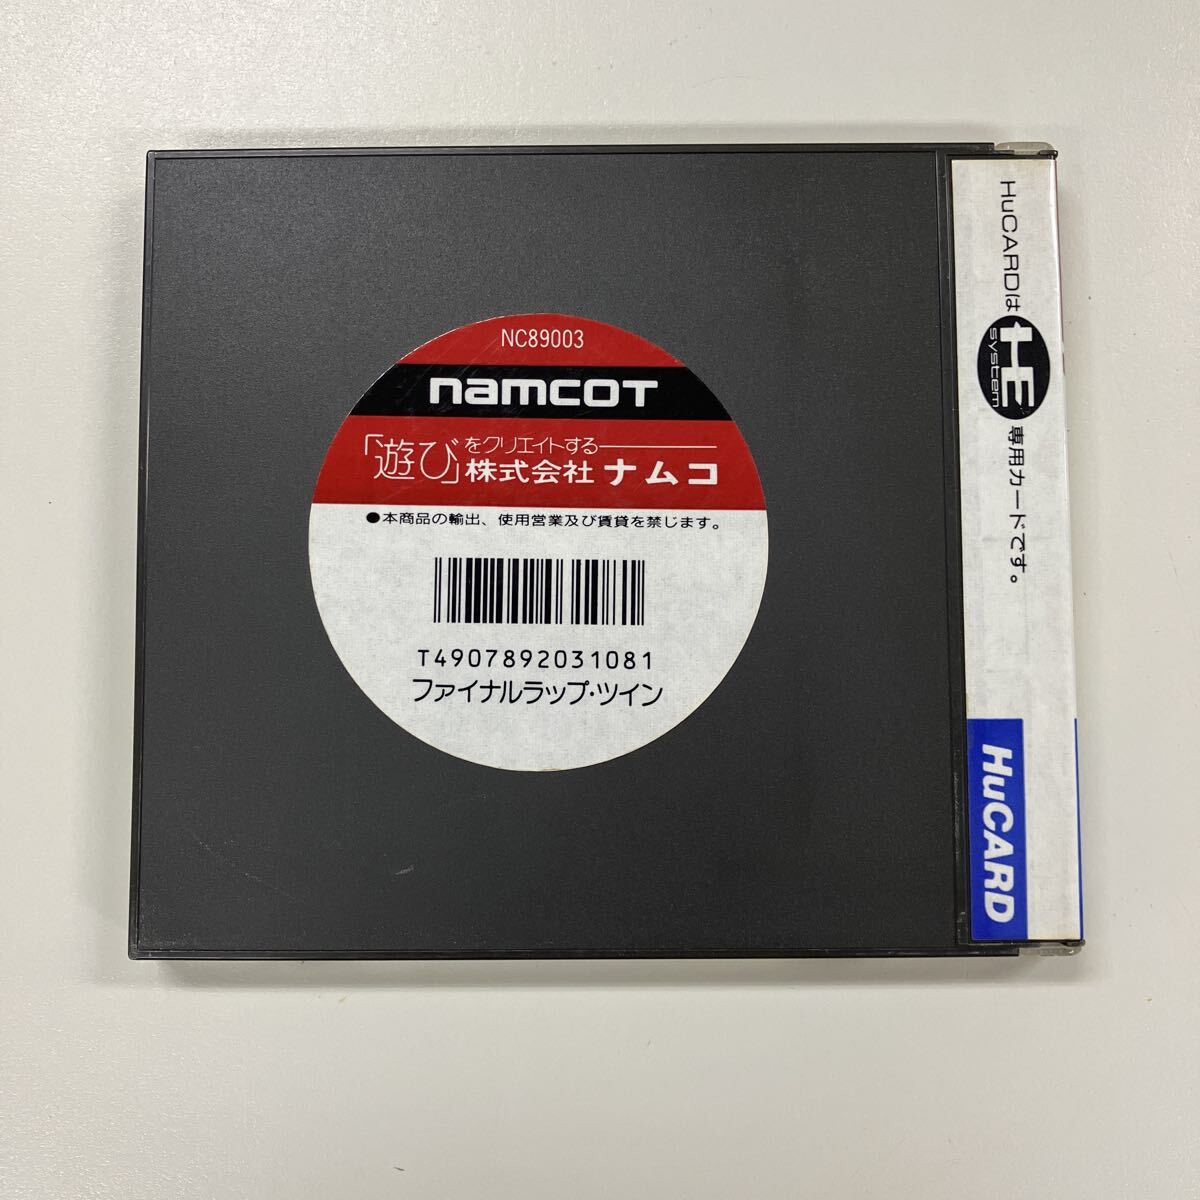 NC89003
namcoT
「遊び」をクリエイトする
株式会社ナムコ
●本商品の輸出、使用営業及び賃貸を禁じます。
T4907892031081
ファイナルラップ・ツイン
HuCARDは HE system 専用カードです。
HuCARD